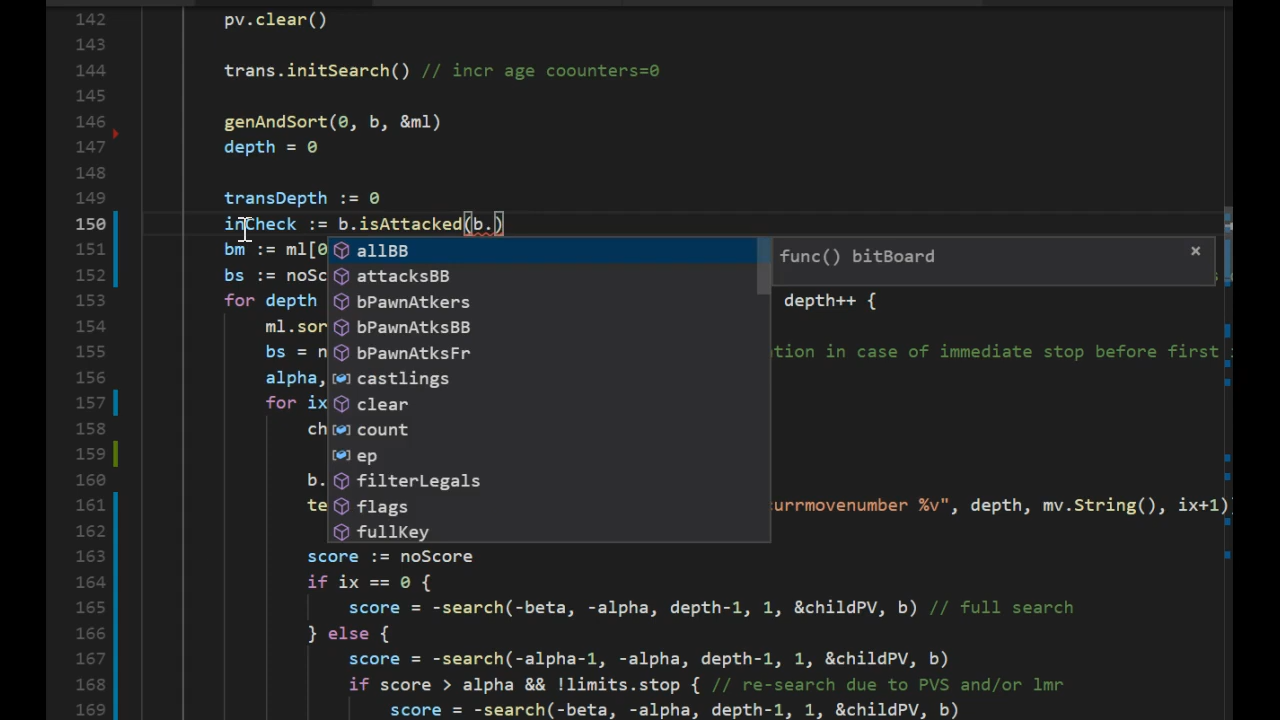 142 pv.clear()
143
144 trans.initSearch() // incr age coounters=0
145
146 genAndSort(0, b, &ml)
147 depth = 0
148
149 transDepth := 0
150 inCheck := b.isAttacked(b.)
151 bm := ml[0
152 bs := noSc
153 for depth depth++ {
154 ml.sor
155 bs = n tion in case of immediate stop before first
156 alpha,
157 for ix
158 ch
159
160 b.
161 te currmovenumber %v", depth, mv.String(), ix+1)
162
163 score := noScore
164 if ix == 0 {
165 score = -search(-beta, -alpha, depth-1, 1, &childPV, b) // full search
166 } else {
167 score = -search(-alpha-1, -alpha, depth-1, 1, &childPV, b)
168 if score > alpha && !limits.stop { // re-search due to PVS and/or lmr
169 score = -search(-beta, -alpha, depth-1, 1, &childPV, b)
allBB
attacksBB
bPawnAtkers
bPawnAtksBB
bPawnAtksFr
castlings
clear
count
ep
filterLegals
flags
fullKey
func() bitBoard ×